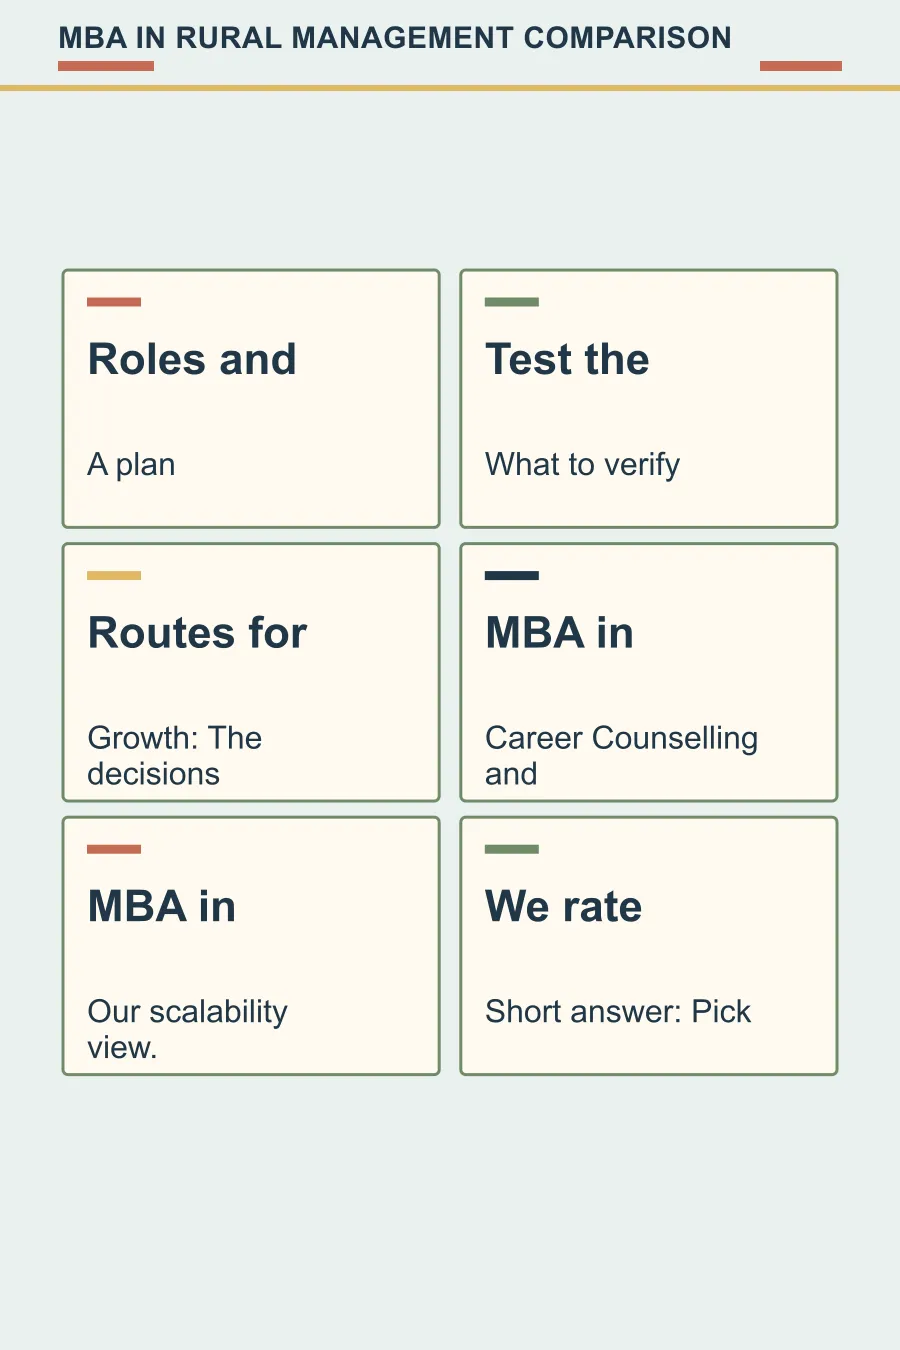 MBA IN RURAL MANAGEMENT COMPARISON
Roles and
A plan
Test the
What to verify
Routes for
Growth: The
decisions
MBA in
Career Counselling
and
MBA in
Our scalability
view.
We rate
Short answer: Pick